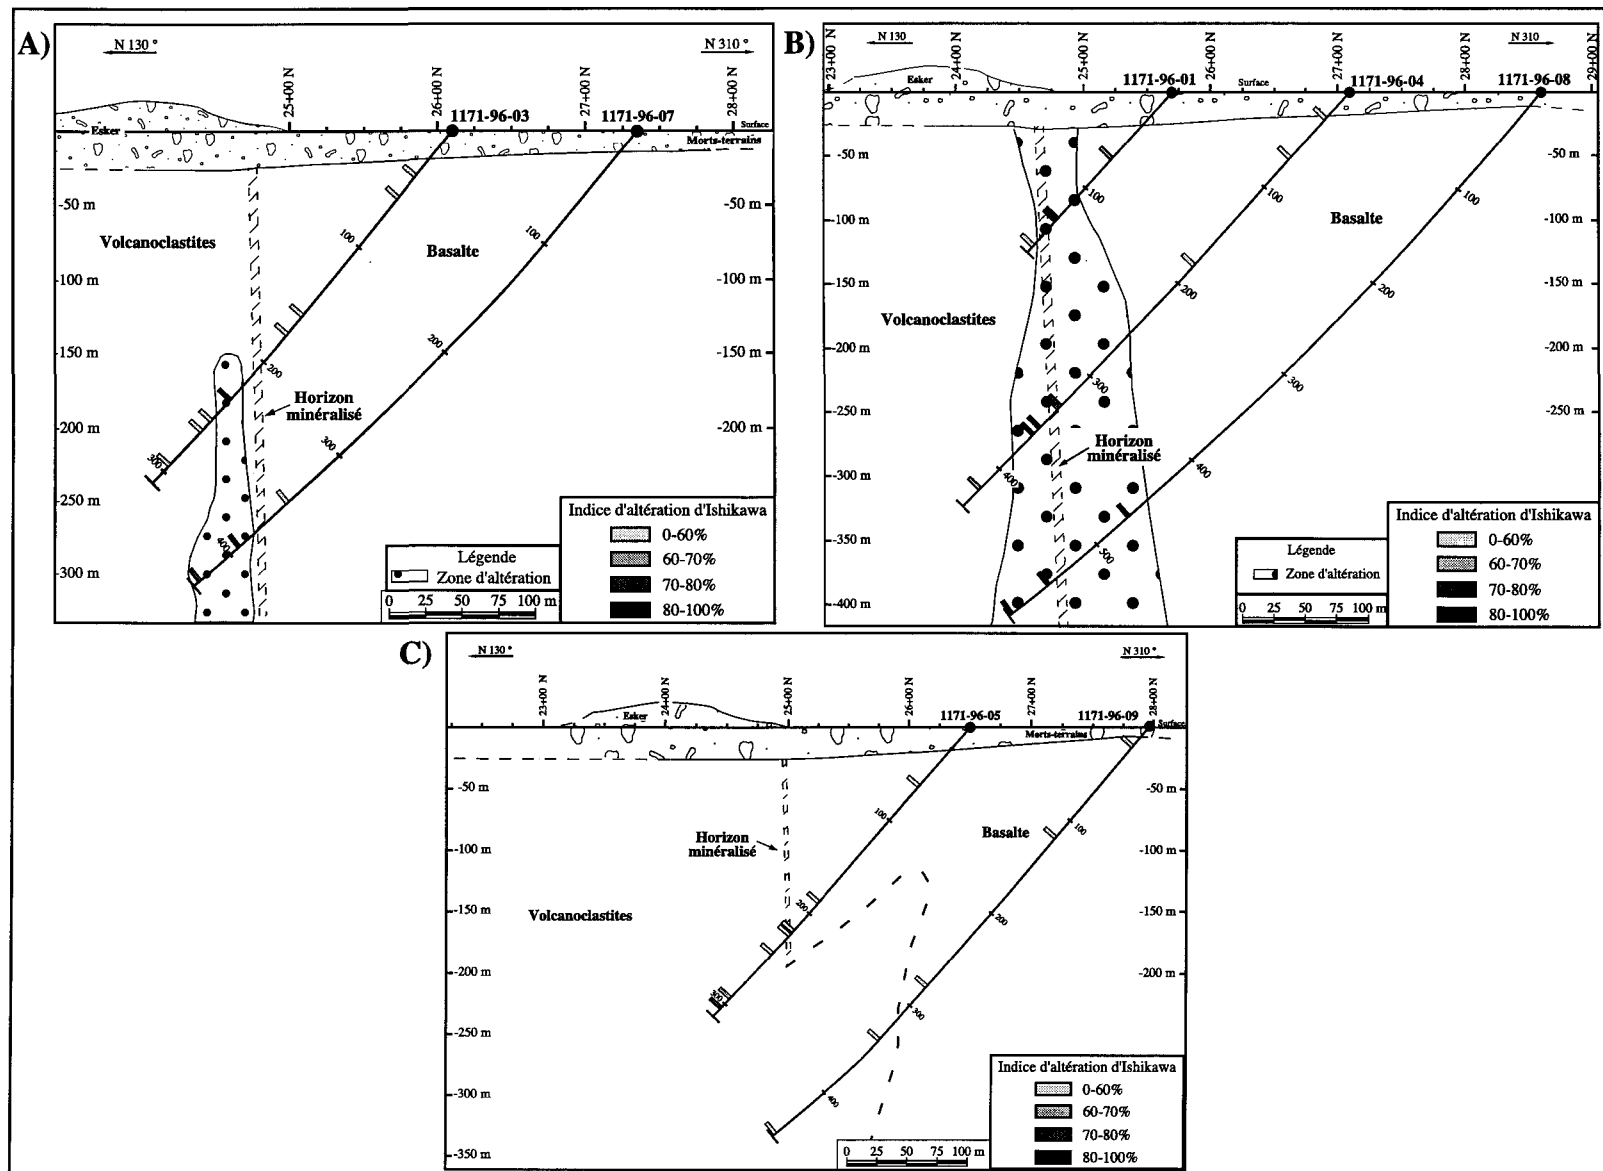 A)
N 130 °
N 310 °
25+00 N
26+00 N
27+00 N
28+00 N
1171-96-03
1171-96-07
Surface
Esker
Morts-terrains
-50 m
-50 m
100
100
Volcanoclastites
Basalte
-100 m
-100 m
-150 m
200
200
-150 m
Horizon
minéralisé
-200 m
300
300
-200 m
-250 m
400
-300 m
Légende
Zone d'altération
0 25 50 75 100 m
Indice d'altération d'Ishikawa
0-60%
60-70%
70-80%
80-100%
B)
N 130°
N 310
23+00 N
24+00 N
25+00 N
26+00 N
27+00 N
28+00 N
29+00 N
1171-96-01
1171-96-04
1171-96-08
Esker
Surface
-50 m
-50 m
100
100
100
-100 m
Basalte
-100 m
-150 m
200
200
-150 m
Volcanoclastites
-200 m
300
300
-200 m
-250 m
-250 m
Horizon
minéralisé
-300 m
400
400
-350 m
500
-400 m
Légende
Zone d'altération
0 25 50 75 100 m
Indice d'altération d'Ishikawa
0-60%
60-70%
70-80%
80-100%
C)
N 130°
N 310°
23+00 N
24+00 N
25+00 N
26+00 N
27+00 N
28+00 N
Esker
1171-96-05
1171-96-09
Surface
Morts-terrains
-50 m
-50 m
100
100
Horizon
minéralisé
Basalte
-100 m
-100 m
Volcanoclastites
-150 m
200
200
-150 m
-200 m
-200 m
300
300
-250 m
-300 m
400
-350 m
0 25 50 75 100 m
Indice d'altération d'Ishikawa
0-60%
60-70%
70-80%
80-100%